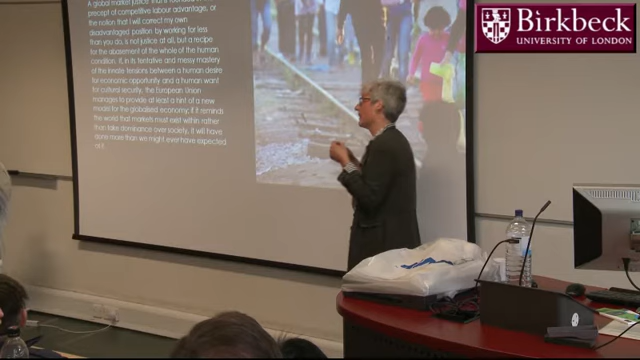 A global market justice that is founded
precept of competitive labour advantage, or
the notion that I will correct my own
disadvantaged position by working for less
than you do, is not justice at all, but a recipe
for the abasement of the whole of the human
condition. If, in its tentative and messy mastery
of the innate tensions between a human desire
for economic opportunity and a human want
for cultural security, the European Union
manages to provide at least a hint of a new
model for the globalised economy; if it reminds
the world that markets must exist within rather
than take dominance over society, it will have
done more than we might ever have expected
of it.
Birkbeck
UNIVERSITY OF LONDON